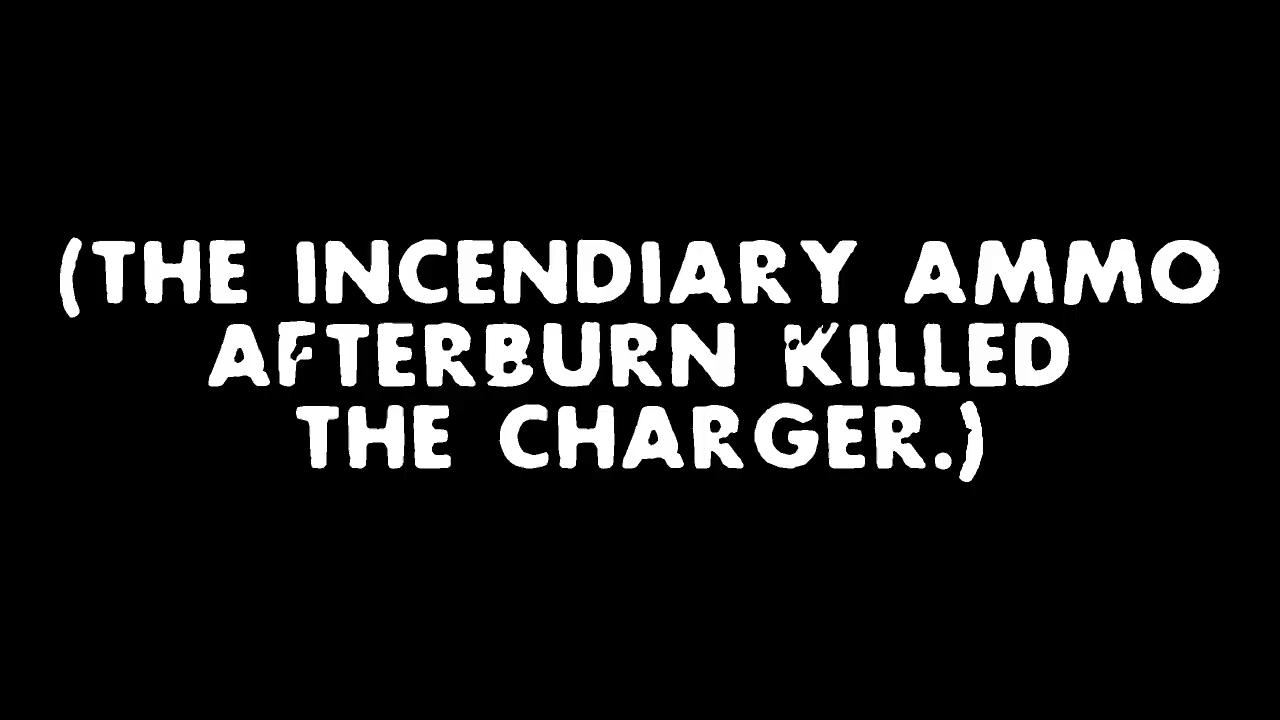 (THE INCENDIARY AMMO
AFTERBURN KILLED
THE CHARGER.)